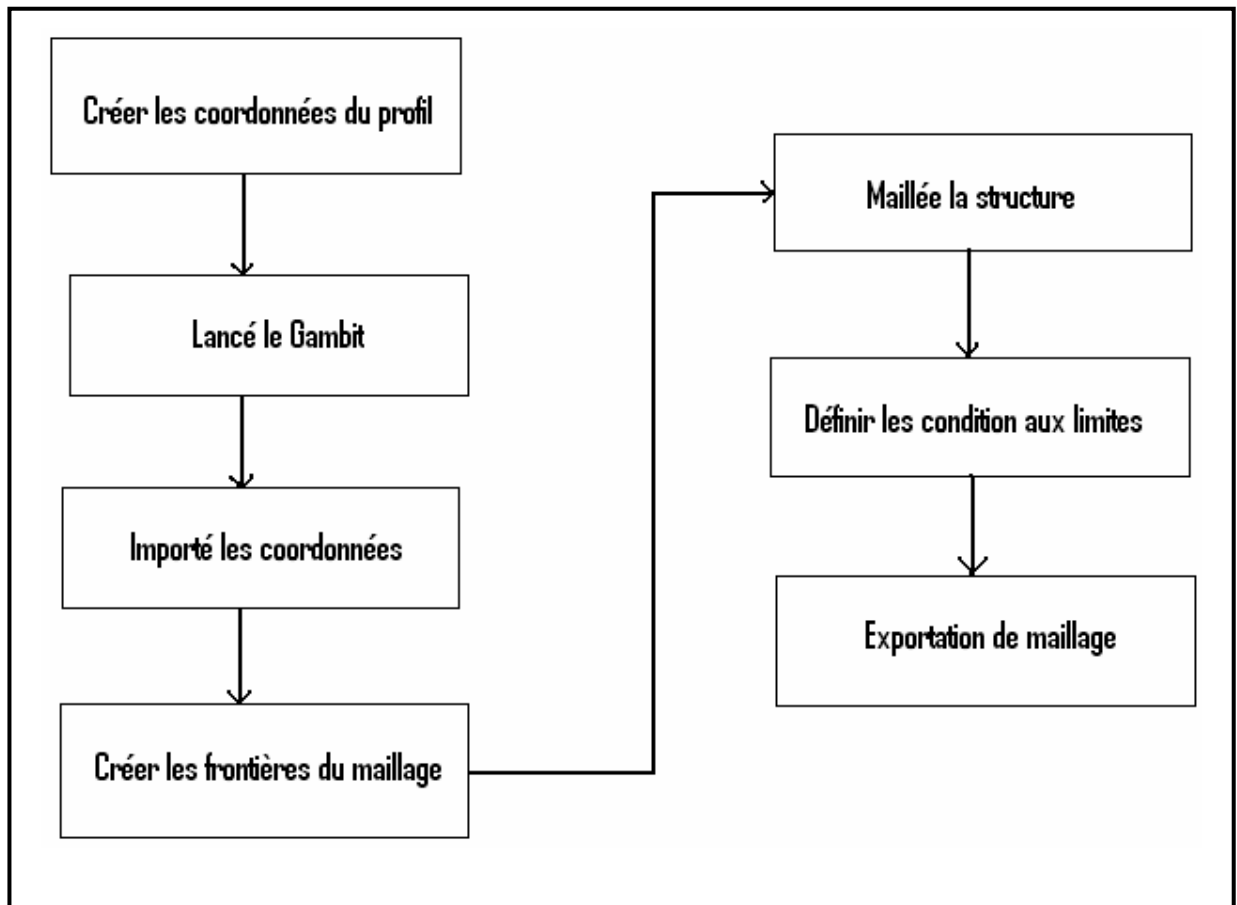 Créer les coordonnées du profil
Lancé le Gambit
Importé les coordonnées
Créer les frontières du maillage
Maillée la structure
Définir les condition aux limites
Exportation de maillage